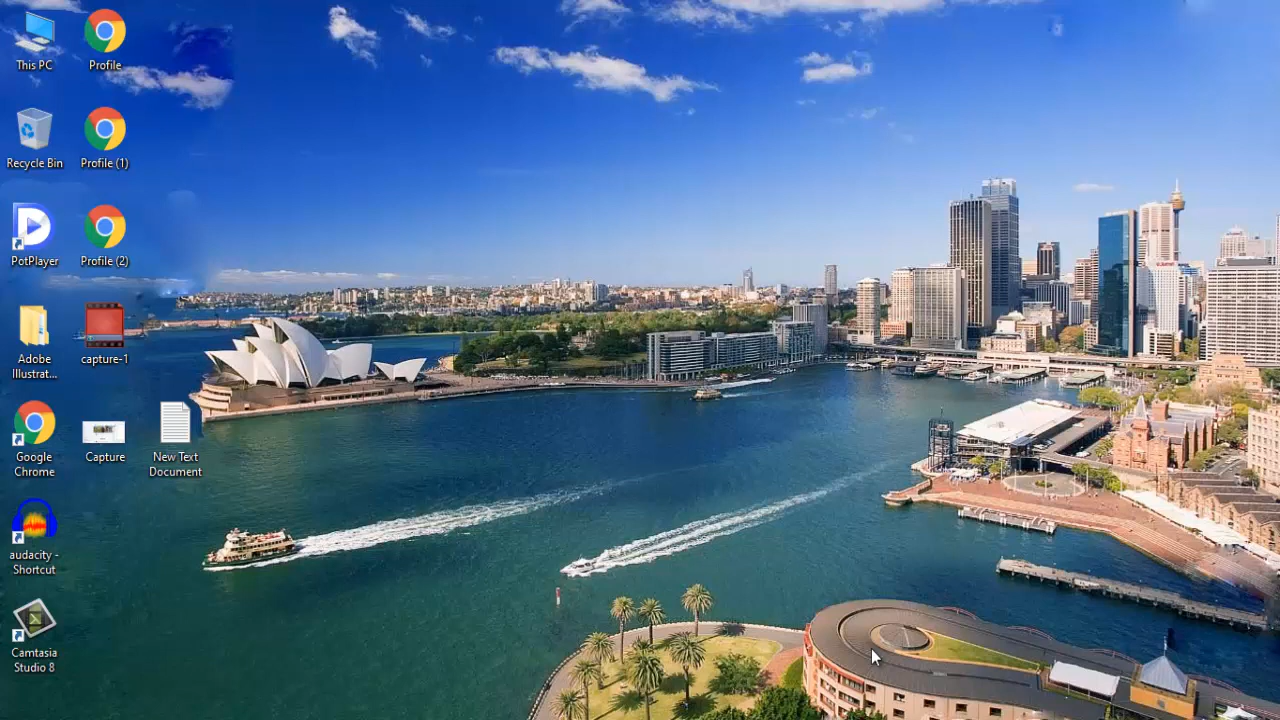 This PC
Profile
Recycle Bin
Profile (1)
PotPlayer
Profile (2)
Adobe
Illustrat...
capture-1
Google
Chrome
Capture
New Text
Document
audacity -
Shortcut
Camtasia
Studio 8